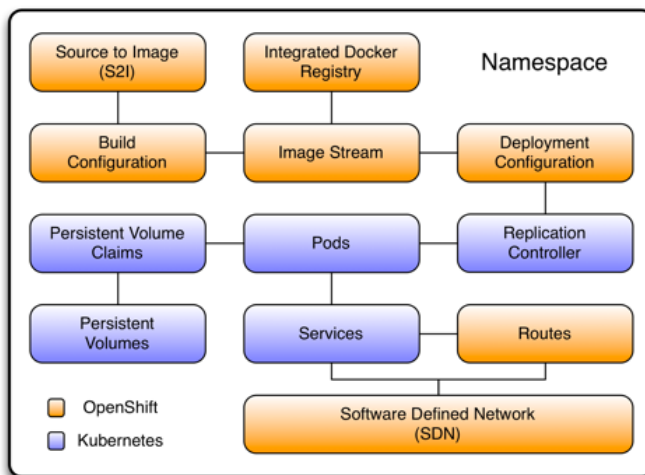 Source to Image
(S2I)
Integrated Docker
Registry
Namespace
Build
Configuration
Image Stream
Deployment
Configuration
Persistent Volume
Claims
Pods
Replication
Controller
Persistent
Volumes
Services
Routes
OpenShift
Kubernetes
Software Defined Network
(SDN)